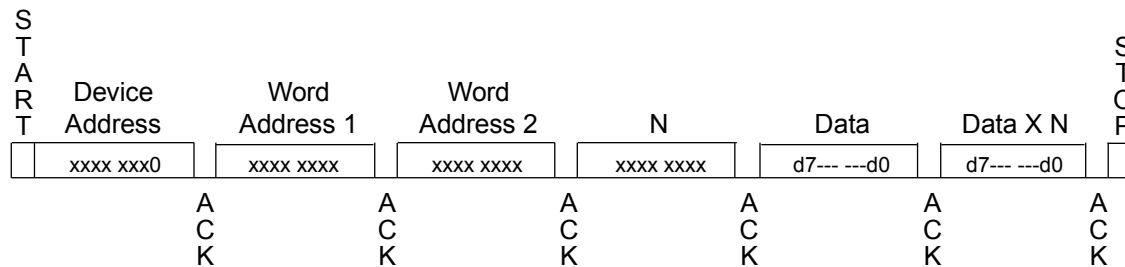 START
Device Address
Word Address 1
Word Address 2
N
Data
Data X N
STOP
xxxx xxx0
xxxx xxxx
xxxx xxxx
xxxx xxxx
d7--- ---d0
d7--- ---d0
ACK
ACK
ACK
ACK
ACK
ACK